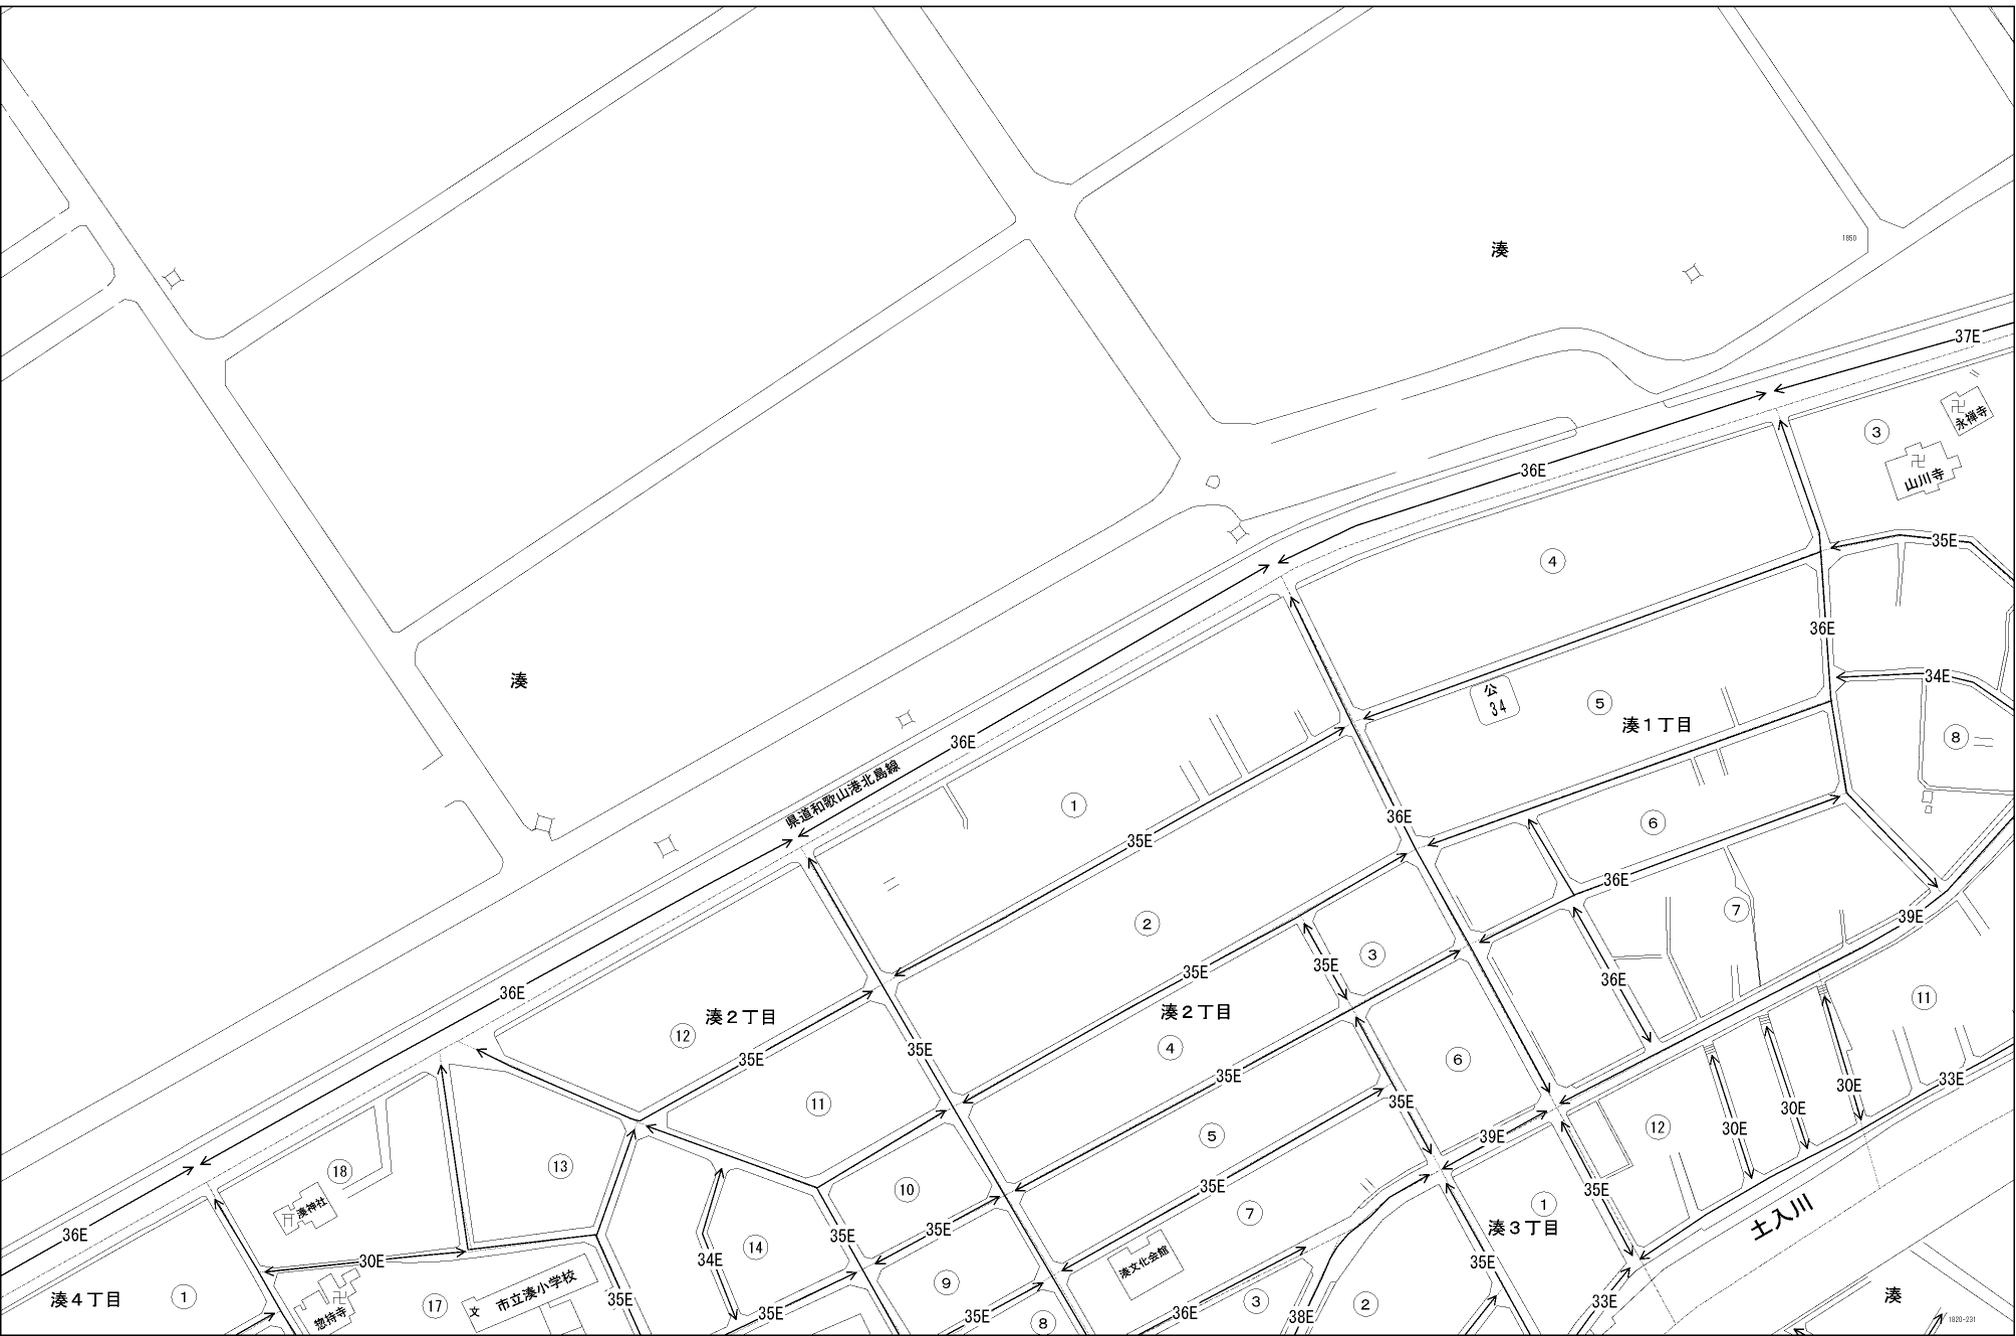 湊
1850
37E
永禅寺
③
36E
山川寺
35E
④
36E
湊
34E
公
34
⑤
湊1丁目
⑧
36E
県道和歌山港北島線
①
36E
⑥
35E
36E
②
⑦
39E
35E
35E
③
36E
36E
⑪
湊2丁目
湊2丁目
⑫
④
35E
35E
⑥
35E
33E
30E
35E
⑪
30E
⑤
39E
⑫
30E
⑱
⑬
⑩
35E
35E
湊神社
⑦
①
土入川
湊3丁目
36E
35E
35E
30E
⑭
34E
湊文化会館
35E
市立湊小学校
文
⑨
湊4丁目
①
⑰
35E
惣持寺
35E
35E
⑧
36E
③
38E
②
33E
湊
1820-231